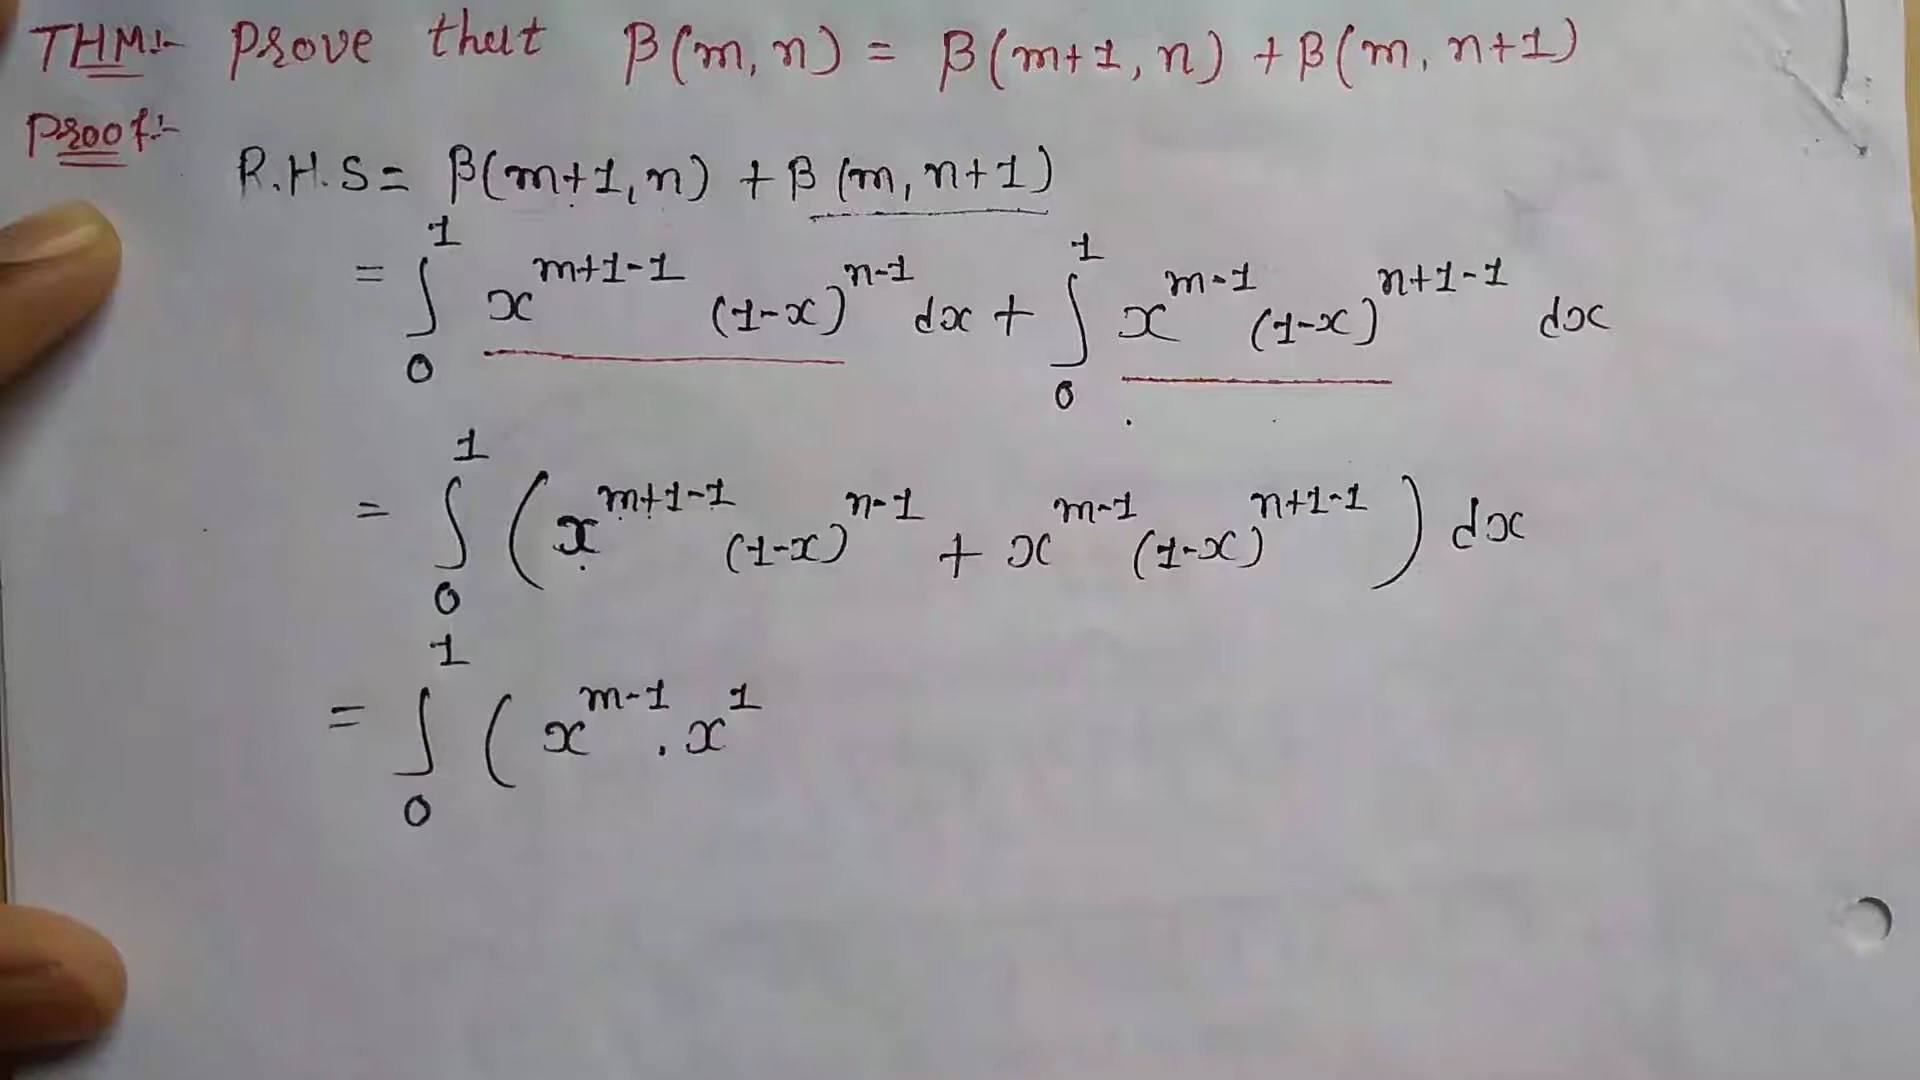 THM:- Prove that β(m, n) = β(m+1, n) + β(m, n+1)
Proof:-
R.H.S = β(m+1, n) + β(m, n+1)
= ∫₀¹ x^{m+1-1} (1-x)^{n-1} dx + ∫₀¹ x^{m-1} (1-x)^{n+1-1} dx
= ∫₀¹ (x^{m+1-1} (1-x)^{n-1} + x^{m-1} (1-x)^{n+1-1}) dx
= ∫₀¹ (x^{m-1} . x^{1}